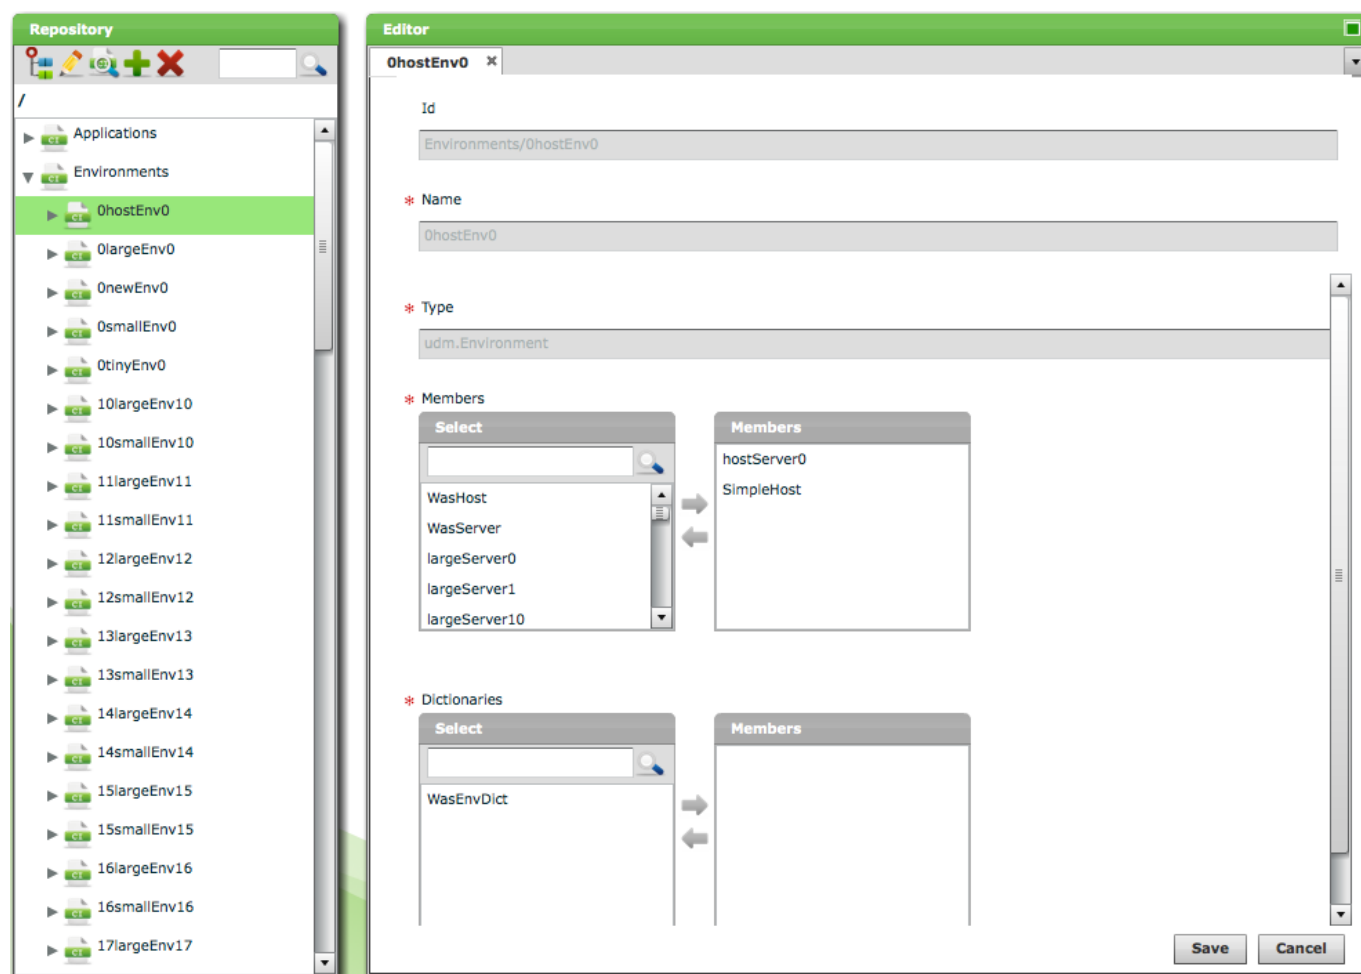 Repository
/
Applications
Environments
0hostEnv0
0largeEnv0
0newEnv0
0smallEnv0
0tinyEnv0
10largeEnv10
10smallEnv10
11largeEnv11
11smallEnv11
12largeEnv12
12smallEnv12
13largeEnv13
13smallEnv13
14largeEnv14
14smallEnv14
15largeEnv15
15smallEnv15
16largeEnv16
16smallEnv16
17largeEnv17
Editor
0hostEnv0
Id
Environments/0hostEnv0
* Name
0hostEnv0
* Type
udm.Environment
* Members
Select
WasHost
WasServer
largeServer0
largeServer1
largeServer10
Members
hostServer0
SimpleHost
* Dictionaries
Select
WasEnvDict
Members
Save Cancel